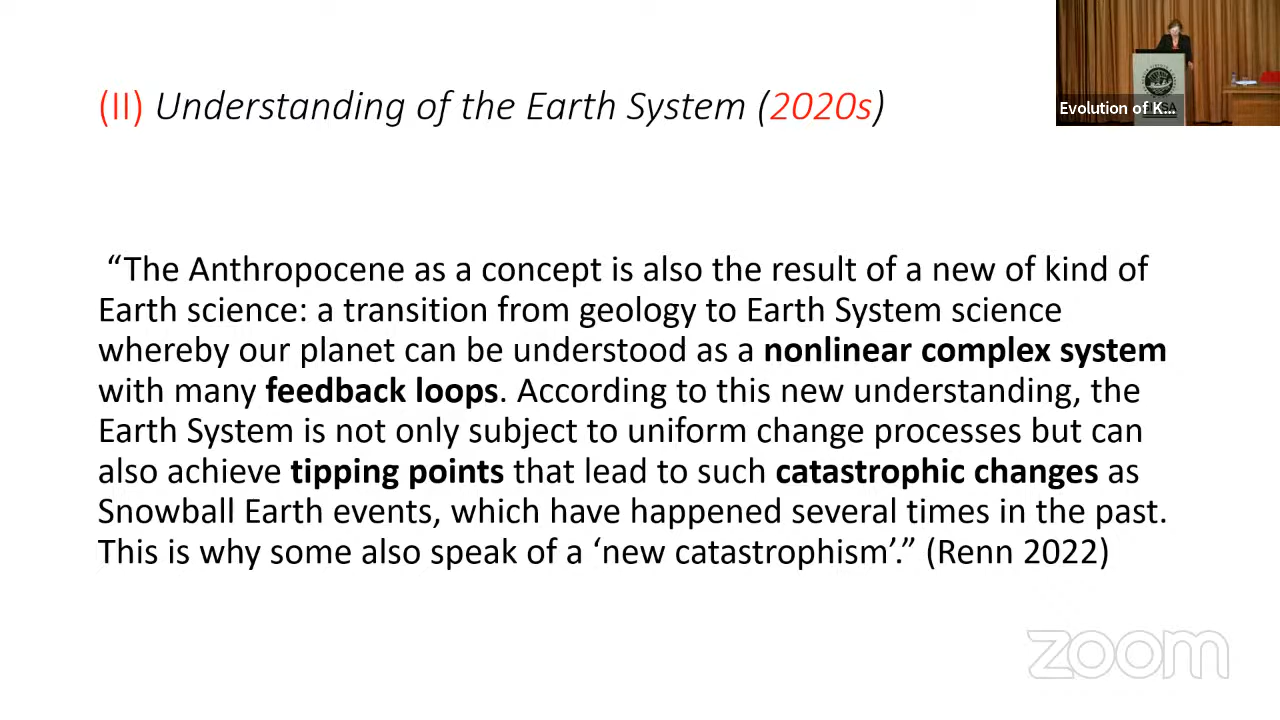 (II) Understanding of the Earth System (2020s)
Evolution of K...
“The Anthropocene as a concept is also the result of a new of kind of
Earth science: a transition from geology to Earth System science
whereby our planet can be understood as a nonlinear complex system
with many feedback loops. According to this new understanding, the
Earth System is not only subject to uniform change processes but can
also achieve tipping points that lead to such catastrophic changes as
Snowball Earth events, which have happened several times in the past.
This is why some also speak of a ‘new catastrophism’.” (Renn 2022)
zoom